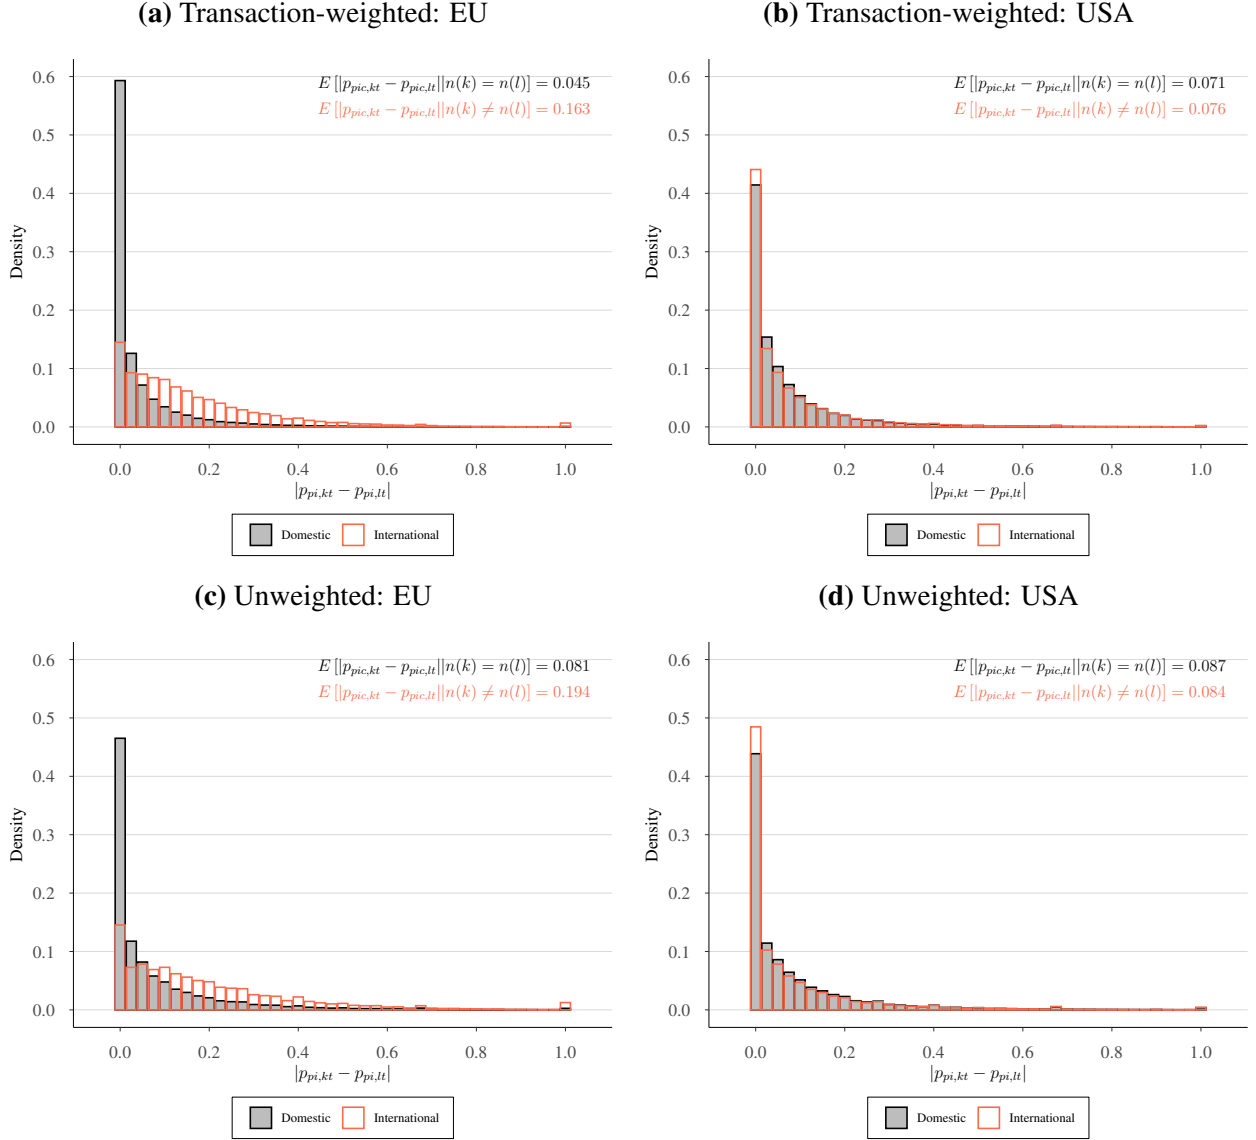 (a) Transaction-weighted: EU
E [|p_{pic,kt} − p_{pic,lt}||n(k) = n(l)] = 0.045
E [|p_{pic,kt} − p_{pic,lt}||n(k) ≠ n(l)] = 0.163
0.6
0.5
0.4
0.3
0.2
0.1
0.0
Density
0.0 0.2 0.4 0.6 0.8 1.0
|p_{pi,kt} − p_{pi,lt}|
Domestic International
(b) Transaction-weighted: USA
E [|p_{pic,kt} − p_{pic,lt}||n(k) = n(l)] = 0.071
E [|p_{pic,kt} − p_{pic,lt}||n(k) ≠ n(l)] = 0.076
0.6
0.5
0.4
0.3
0.2
0.1
0.0
Density
0.0 0.2 0.4 0.6 0.8 1.0
|p_{pi,kt} − p_{pi,lt}|
Domestic International
(c) Unweighted: EU
E [|p_{pic,kt} − p_{pic,lt}||n(k) = n(l)] = 0.081
E [|p_{pic,kt} − p_{pic,lt}||n(k) ≠ n(l)] = 0.194
0.6
0.5
0.4
0.3
0.2
0.1
0.0
Density
0.0 0.2 0.4 0.6 0.8 1.0
|p_{pi,kt} − p_{pi,lt}|
Domestic International
(d) Unweighted: USA
E [|p_{pic,kt} − p_{pic,lt}||n(k) = n(l)] = 0.087
E [|p_{pic,kt} − p_{pic,lt}||n(k) ≠ n(l)] = 0.084
0.6
0.5
0.4
0.3
0.2
0.1
0.0
Density
0.0 0.2 0.4 0.6 0.8 1.0
|p_{pi,kt} − p_{pi,lt}|
Domestic International